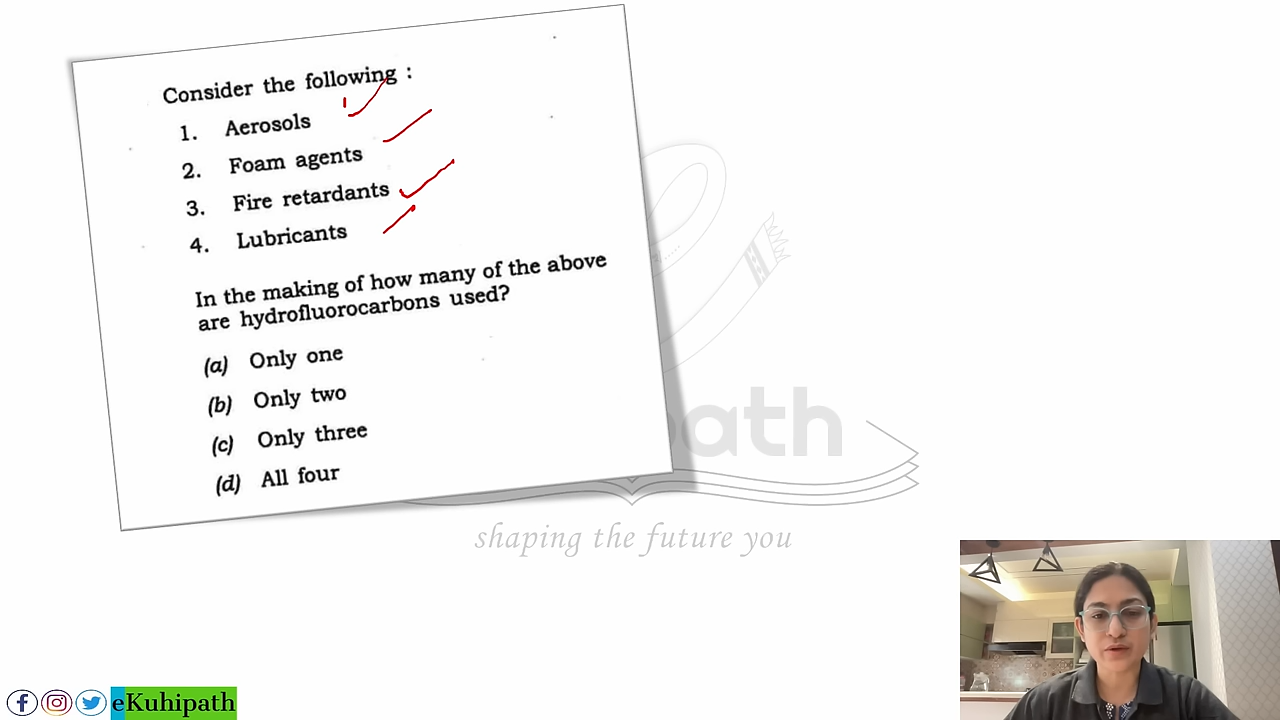 Consider the following :
1. Aerosols
2. Foam agents
3. Fire retardants
4. Lubricants
In the making of how many of the above
are hydrofluorocarbons used?
(a) Only one
(b) Only two
(c) Only three
(d) All four
path
shaping the future you
eKuhipath